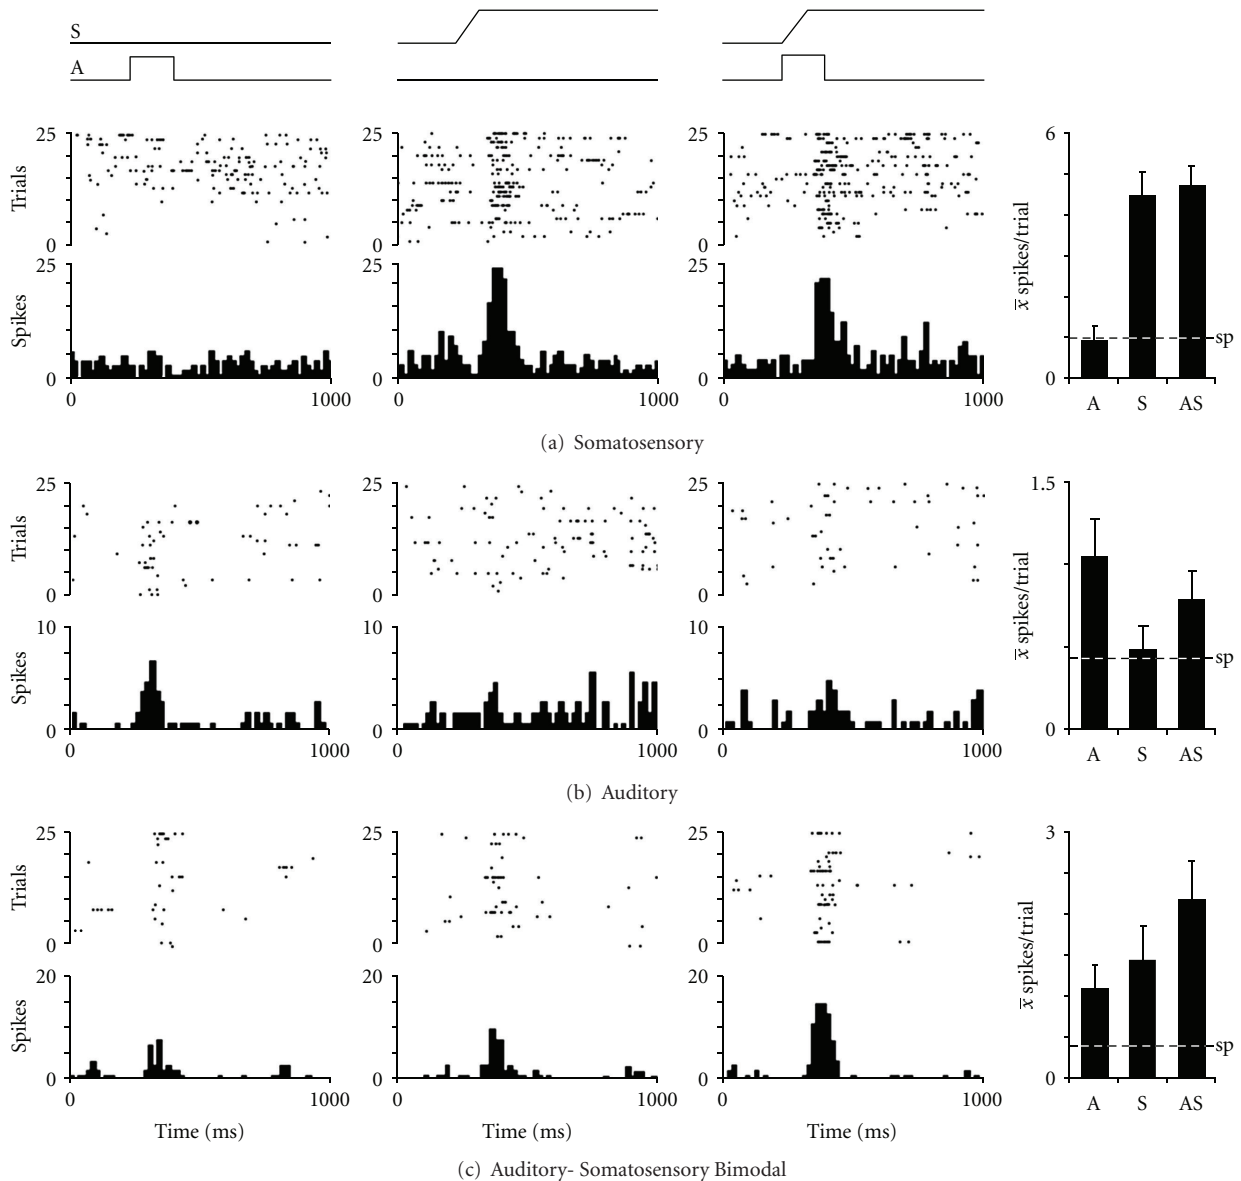 S
A
25
Trials
0
25
Spikes
0
0
1000
0
1000
25
0
25
0
0
1000
25
0
25
0
6
x̅ spikes/trial
sp
0
A
S
AS
(a) Somatosensory
25
Trials
0
10
Spikes
0
0
1000
25
0
10
0
0
1000
25
0
10
0
0
1000
1.5
x̅ spikes/trial
sp
0
A
S
AS
(b) Auditory
25
Trials
0
20
Spikes
0
0
1000
Time (ms)
25
0
20
0
0
1000
Time (ms)
25
0
20
0
0
1000
Time (ms)
3
x̅ spikes/trial
sp
0
A
S
AS
(c) Auditory- Somatosensory Bimodal